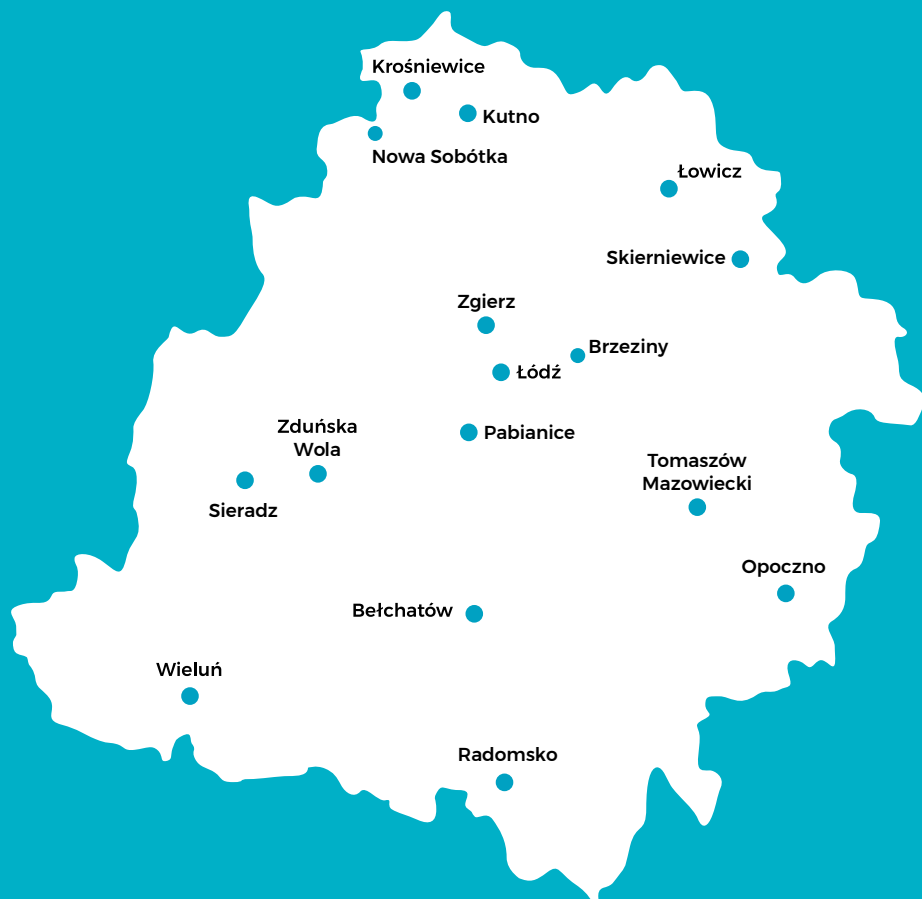 Krośniewice
Kutno
Nowa Sobótka
Łowicz
Skierniewice
Zgierz
Brzeziny
Łódź
Zduńska
Wola
Pabianice
Tomaszów
Mazowiecki
Sieradz
Opoczno
Bełchatów
Wieluń
Radomsko